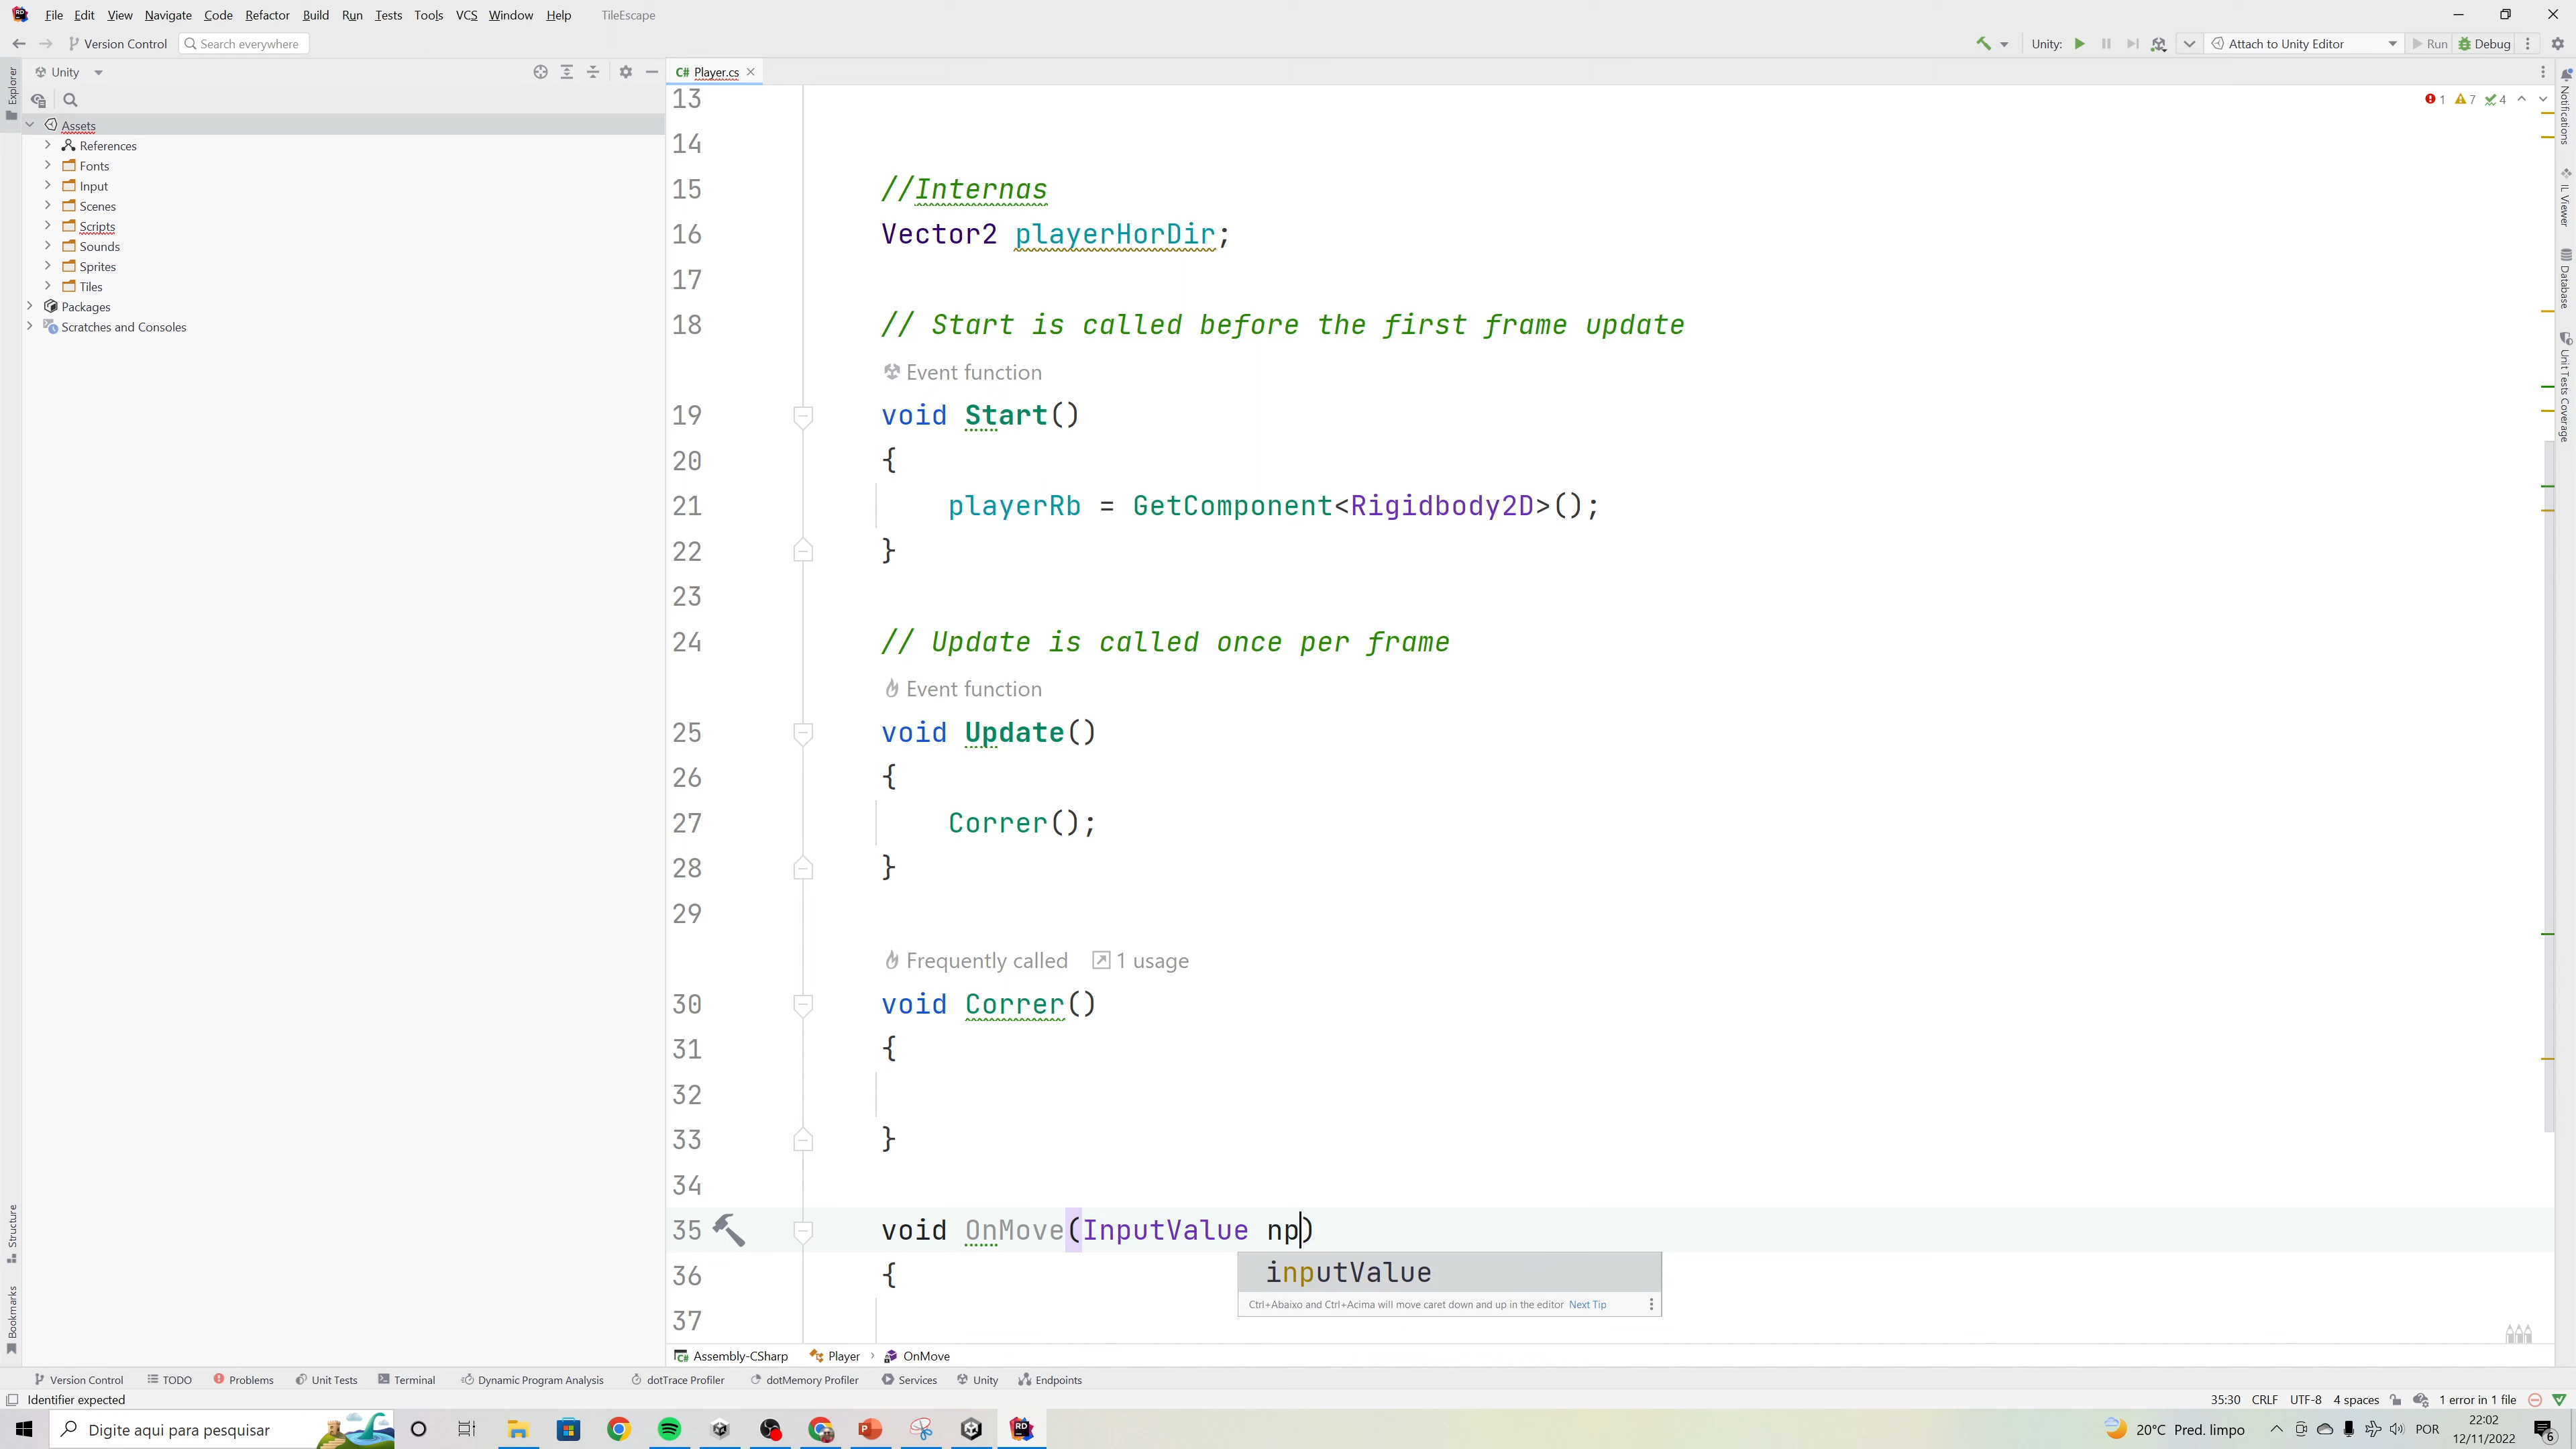 File Edit View Navigate Code Refactor Build Run Tests Tools VCS Window Help TileEscape
Version Control Search everywhere Unity: Attach to Unity Editor Run Debug
Explorer
Unity
C# Player.cs
1 7 4
Assets
References
Fonts
Input
Scenes
Scripts
Sounds
Sprites
Tiles
Packages
Scratches and Consoles
13
14
15 //Internas
16 Vector2 playerHorDir;
17
18 // Start is called before the first frame update
Event function
19 void Start()
20 {
21 playerRb = GetComponent<Rigidbody2D>();
22 }
23
24 // Update is called once per frame
Event function
25 void Update()
26 {
27 Correr();
28 }
29
Frequently called 1 usage
30 void Correr()
31 {
32
33 }
34
35 void OnMove(InputValue np)
36 {
inputValue
Ctrl+Abaixo and Ctrl+Acima will move caret down and up in the editor Next Tip
37
Notifications
IL Viewer
Database
Unit Tests Coverage
Structure
Bookmarks
C# Assembly-CSharp Player OnMove
Version Control TODO Problems Unit Tests Terminal Dynamic Program Analysis dotTrace Profiler dotMemory Profiler Services Unity Endpoints
Identifier expected 35:30 CRLF UTF-8 4 spaces 1 error in 1 file
Digite aqui para pesquisar 20°C Pred. limpo POR 22:02
12/11/2022 6